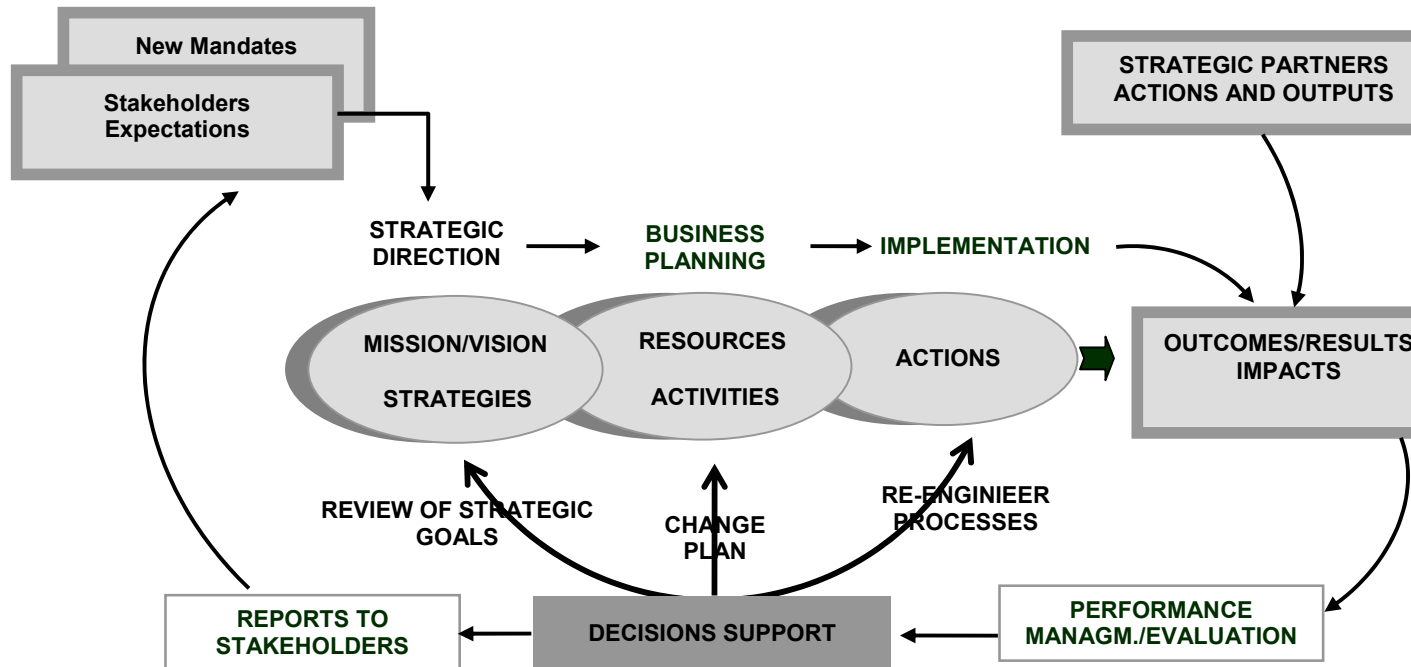 New Mandates
Stakeholders
Expectations
STRATEGIC PARTNERS
ACTIONS AND OUTPUTS
STRATEGIC
DIRECTION
BUSINESS
PLANNING
IMPLEMENTATION
MISSION/VISION
STRATEGIES
RESOURCES
ACTIVITIES
ACTIONS
OUTCOMES/RESULTS
IMPACTS
REVIEW OF STRATEGIC
GOALS
CHANGE
PLAN
RE-ENGINIEER
PROCESSES
REPORTS TO
STAKEHOLDERS
DECISIONS SUPPORT
PERFORMANCE
MANAGM./EVALUATION